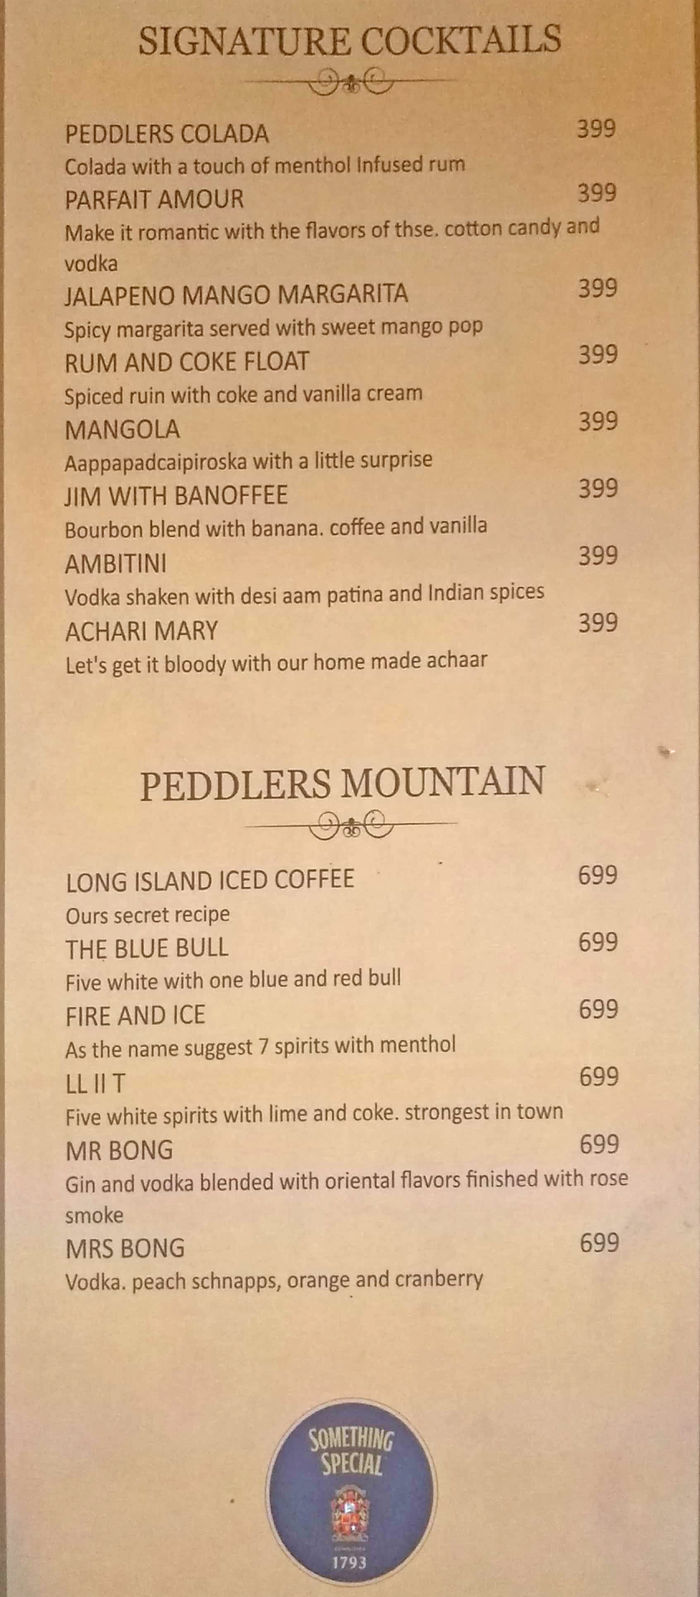 SIGNATURE COCKTAILS
PEDDLERS COLADA 399
Colada with a touch of menthol Infused rum
PARFAIT AMOUR 399
Make it romantic with the flavors of thse. cotton candy and
vodka
JALAPENO MANGO MARGARITA 399
Spicy margarita served with sweet mango pop
RUM AND COKE FLOAT 399
Spiced ruin with coke and vanilla cream
MANGOLA 399
Aappapadcaipiroska with a little surprise
JIM WITH BANOFFEE 399
Bourbon blend with banana. coffee and vanilla
AMBITINI 399
Vodka shaken with desi aam patina and Indian spices
ACHARI MARY 399
Let's get it bloody with our home made achaar
PEDDLERS MOUNTAIN
LONG ISLAND ICED COFFEE 699
Ours secret recipe
THE BLUE BULL 699
Five white with one blue and red bull
FIRE AND ICE 699
As the name suggest 7 spirits with menthol
LL II T 699
Five white spirits with lime and coke. strongest in town
MR BONG 699
Gin and vodka blended with oriental flavors finished with rose
smoke
MRS BONG 699
Vodka. peach schnapps, orange and cranberry
SOMETHING
SPECIAL
1793